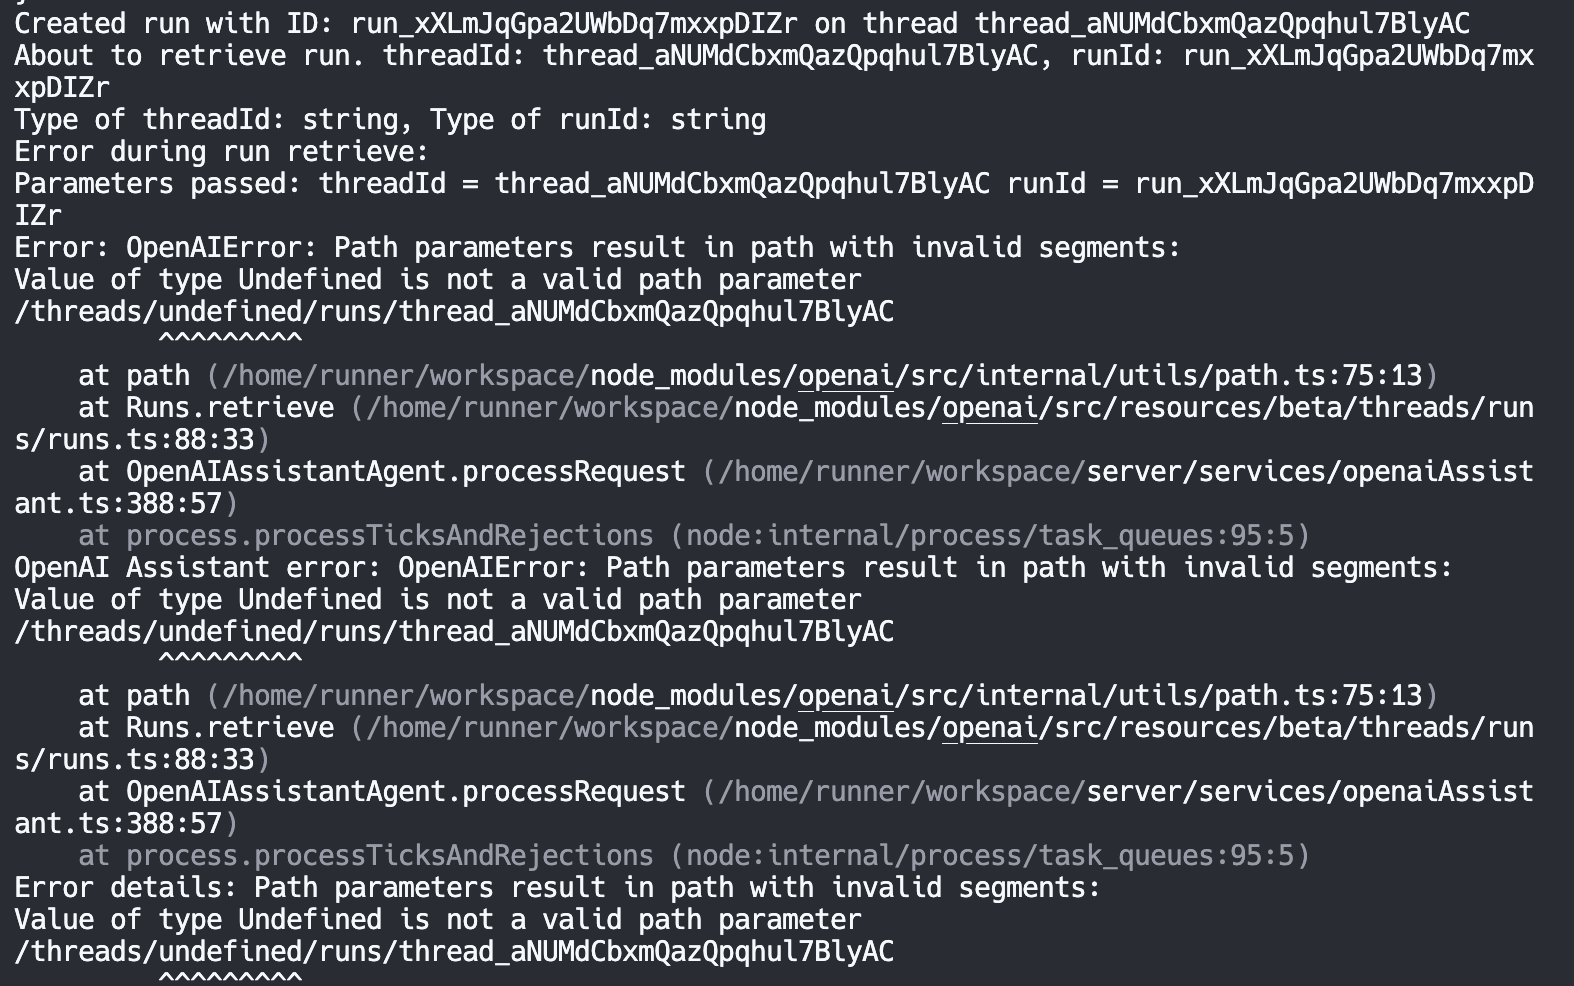 Created run with ID: run_xXLmJqGpa2UWbDq7mxxpDIZr on thread thread_aNUMdCbxmQazQpqhul7BlyAC
About to retrieve run. threadId: thread_aNUMdCbxmQazQpqhul7BlyAC, runId: run_xXLmJqGpa2UWbDq7mx
xpDIZr
Type of threadId: string, Type of runId: string
Error during run retrieve:
Parameters passed: threadId = thread_aNUMdCbxmQazQpqhul7BlyAC runId = run_xXLmJqGpa2UWbDq7mxxpD
IZr
Error: OpenAIError: Path parameters result in path with invalid segments:
Value of type Undefined is not a valid path parameter
/threads/undefined/runs/thread_aNUMdCbxmQazQpqhul7BlyAC
         ^^^^^^^^^
    at path (/home/runner/workspace/node_modules/openai/src/internal/utils/path.ts:75:13)
    at Runs.retrieve (/home/runner/workspace/node_modules/openai/src/resources/beta/threads/run
s/runs.ts:88:33)
    at OpenAIAssistantAgent.processRequest (/home/runner/workspace/server/services/openaiAssist
ant.ts:388:57)
    at process.processTicksAndRejections (node:internal/process/task_queues:95:5)
OpenAI Assistant error: OpenAIError: Path parameters result in path with invalid segments:
Value of type Undefined is not a valid path parameter
/threads/undefined/runs/thread_aNUMdCbxmQazQpqhul7BlyAC
         ^^^^^^^^^
    at path (/home/runner/workspace/node_modules/openai/src/internal/utils/path.ts:75:13)
    at Runs.retrieve (/home/runner/workspace/node_modules/openai/src/resources/beta/threads/run
s/runs.ts:88:33)
    at OpenAIAssistantAgent.processRequest (/home/runner/workspace/server/services/openaiAssist
ant.ts:388:57)
    at process.processTicksAndRejections (node:internal/process/task_queues:95:5)
Error details: Path parameters result in path with invalid segments:
Value of type Undefined is not a valid path parameter
/threads/undefined/runs/thread_aNUMdCbxmQazQpqhul7BlyAC
         ^^^^^^^^^